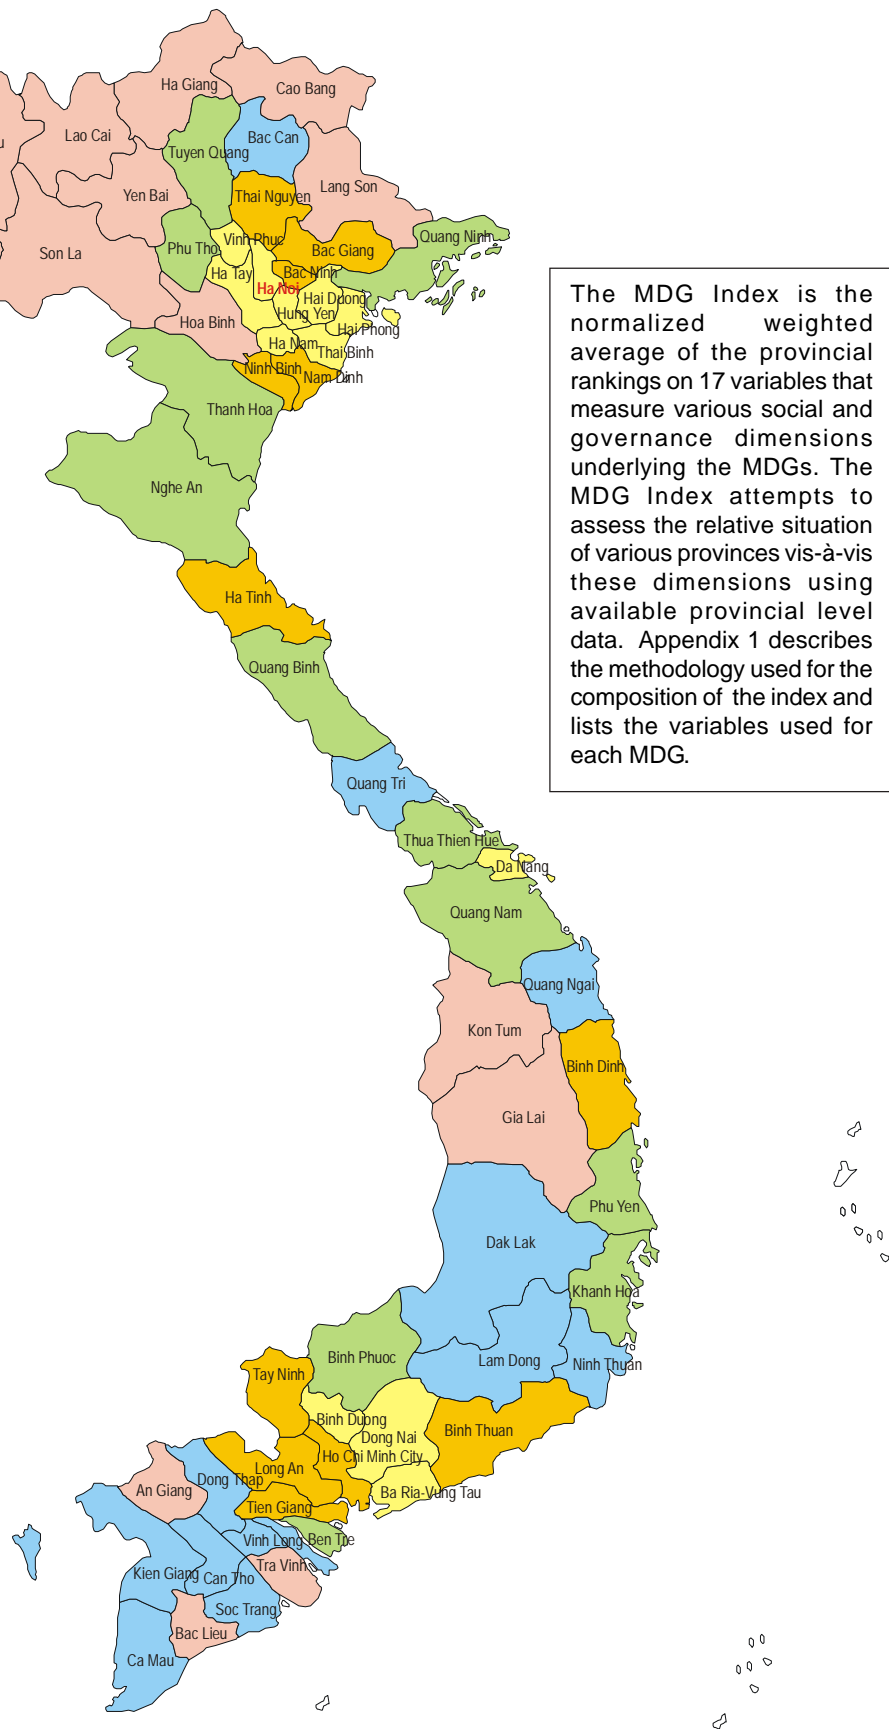 Ha Giang
Cao Bang
u
Lao Cai
Bac Can
Tuyen Quang
Lang Son
Yen Bai
Thai Nguyen
Quang Ninh
Vinh Phuc
Phu Tho
Bac Giang
Son La
Ha Tay
Bac Ninh
Ha Noi
Hai Duong
Hung Yen
Hoa Binh
Hai Phong
Ha Nam
Thai Binh
Ninh Binh
Nam Dinh
Thanh Hoa
Nghe An
Ha Tinh
Quang Binh
Quang Tri
Thua Thien Hue
Da Nang
Quang Nam
Quang Ngai
Kon Tum
Binh Dinh
Gia Lai
Phu Yen
Dak Lak
Khanh Hoa
Binh Phuoc
Lam Dong
Ninh Thuan
Tay Ninh
Binh Duong
Binh Thuan
Dong Nai
Ho Chi Minh City
Long An
Dong Thap
An Giang
Ba Ria-Vung Tau
Tien Giang
Vinh Long
Ben Tre
Tra Vinh
Kien Giang
Can Tho
Soc Trang
Bac Lieu
Ca Mau
The MDG Index is the
normalized weighted
average of the provincial
rankings on 17 variables that
measure various social and
governance dimensions
underlying the MDGs. The
MDG Index attempts to
assess the relative situation
of various provinces vis-à-vis
these dimensions using
available provincial level
data. Appendix 1 describes
the methodology used for the
composition of the index and
lists the variables used for
each MDG.